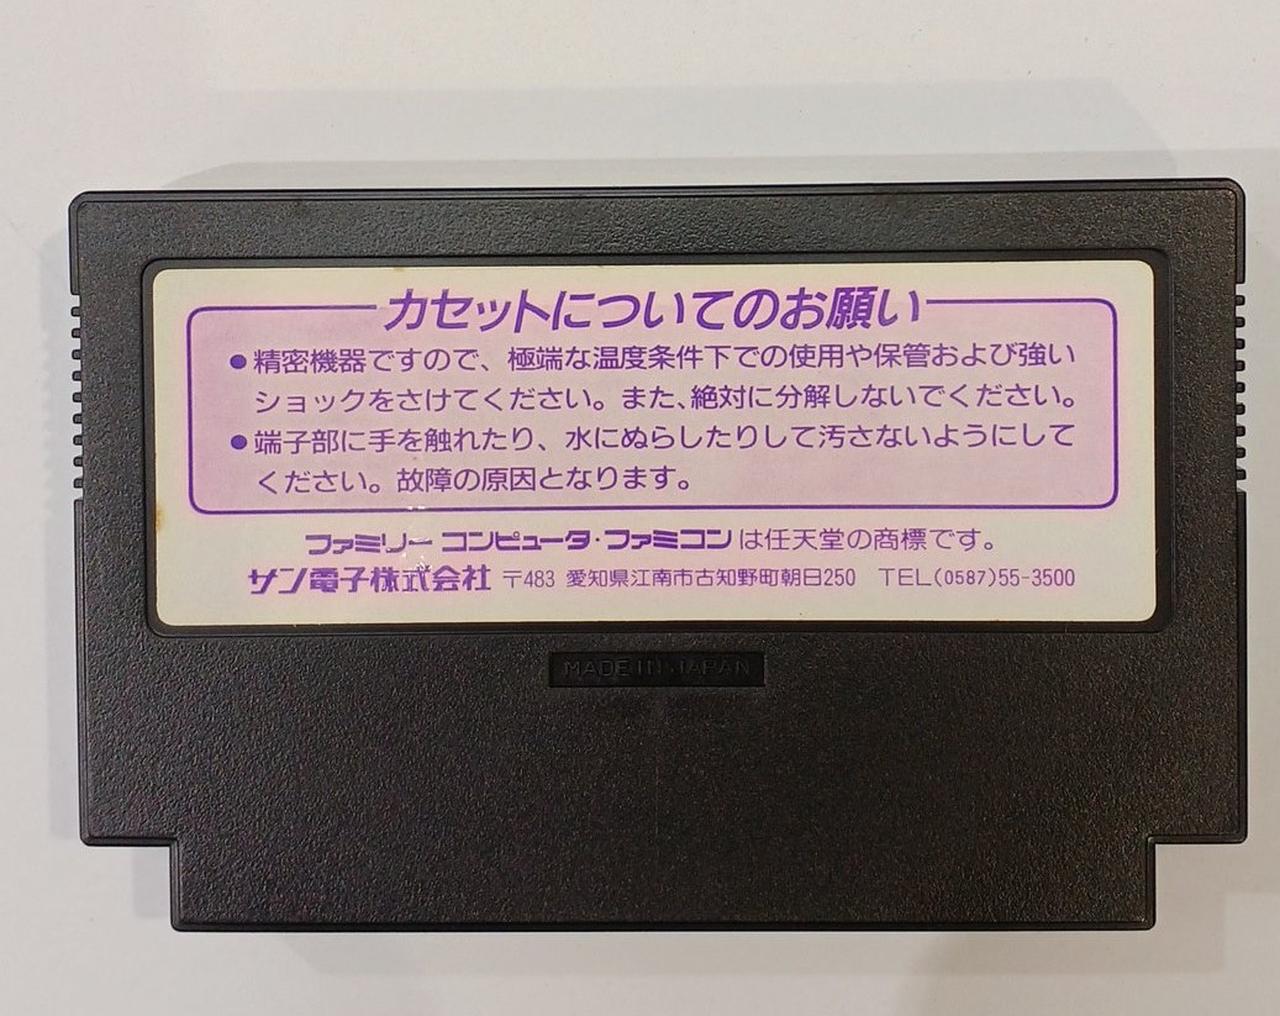 カセットについてのお願い
●精密機器ですので、極端な温度条件下での使用や保管および強い
ショックをさけてください。また、絶対に分解しないでください。
●端子部に手を触れたり、水にぬらしたりして汚さないようにして
ください。故障の原因となります。
ファミリー コンピュータ・ファミコンは任天堂の商標です。
サン電子株式会社 〒483 愛知県江南市古知野町朝日250 TEL(0587)55-3500
MADE IN JAPAN